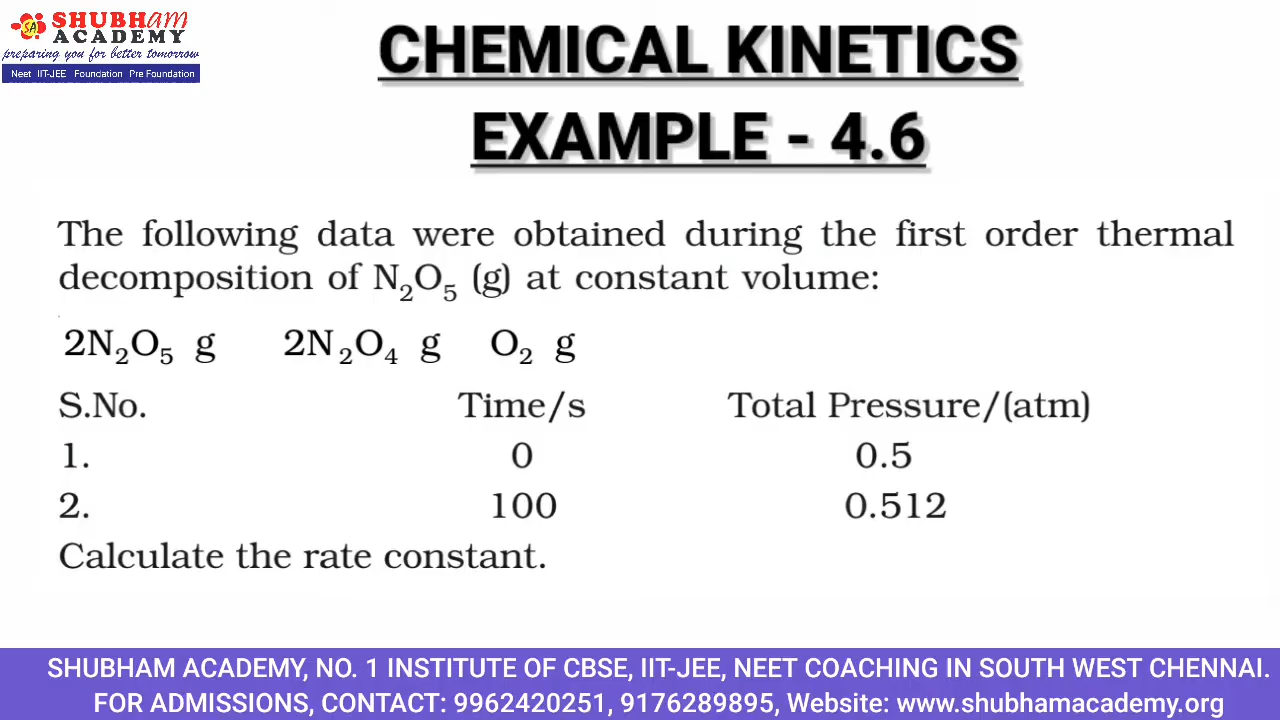 SHUBHAM
SA
ACADEMY
preparing you for better tomorrow
Neet IIT-JEE Foundation Pre Foundation
CHEMICAL KINETICS
EXAMPLE - 4.6
The following data were obtained during the first order thermal
decomposition of N₂O₅ (g) at constant volume:
2N₂O₅ g 2N₂O₄ g O₂ g
S.No. Time/s Total Pressure/(atm)
1. 0 0.5
2. 100 0.512
Calculate the rate constant.
SHUBHAM ACADEMY, NO. 1 INSTITUTE OF CBSE, IIT-JEE, NEET COACHING IN SOUTH WEST CHENNAI.
FOR ADMISSIONS, CONTACT: 9962420251, 9176289895, Website: www.shubhamacademy.org